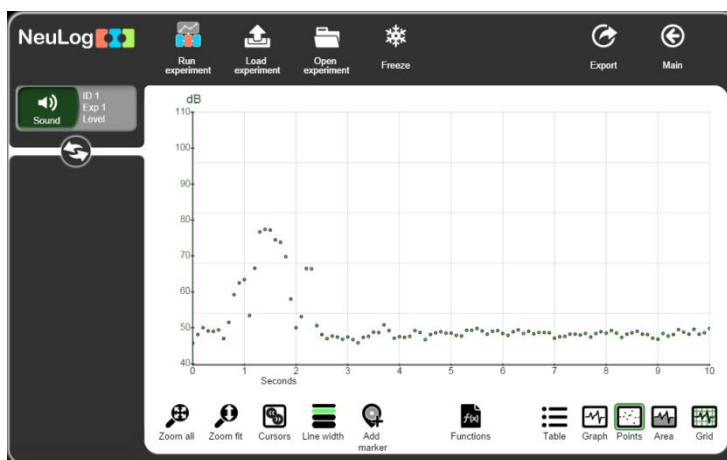 NeuLog
Run
experiment
Load
experiment
Open
experiment
Freeze
Export
Main
Sound
ID 1
Exp 1
Level
dB
110
100
90
80
70
60
50
40
0 1 2 3 4 5 6 7 8 9 10
Seconds
Zoom all
Zoom fit
Cursors
Line width
Add
marker
f(x)
Functions
Table
Graph
Points
Area
Grid